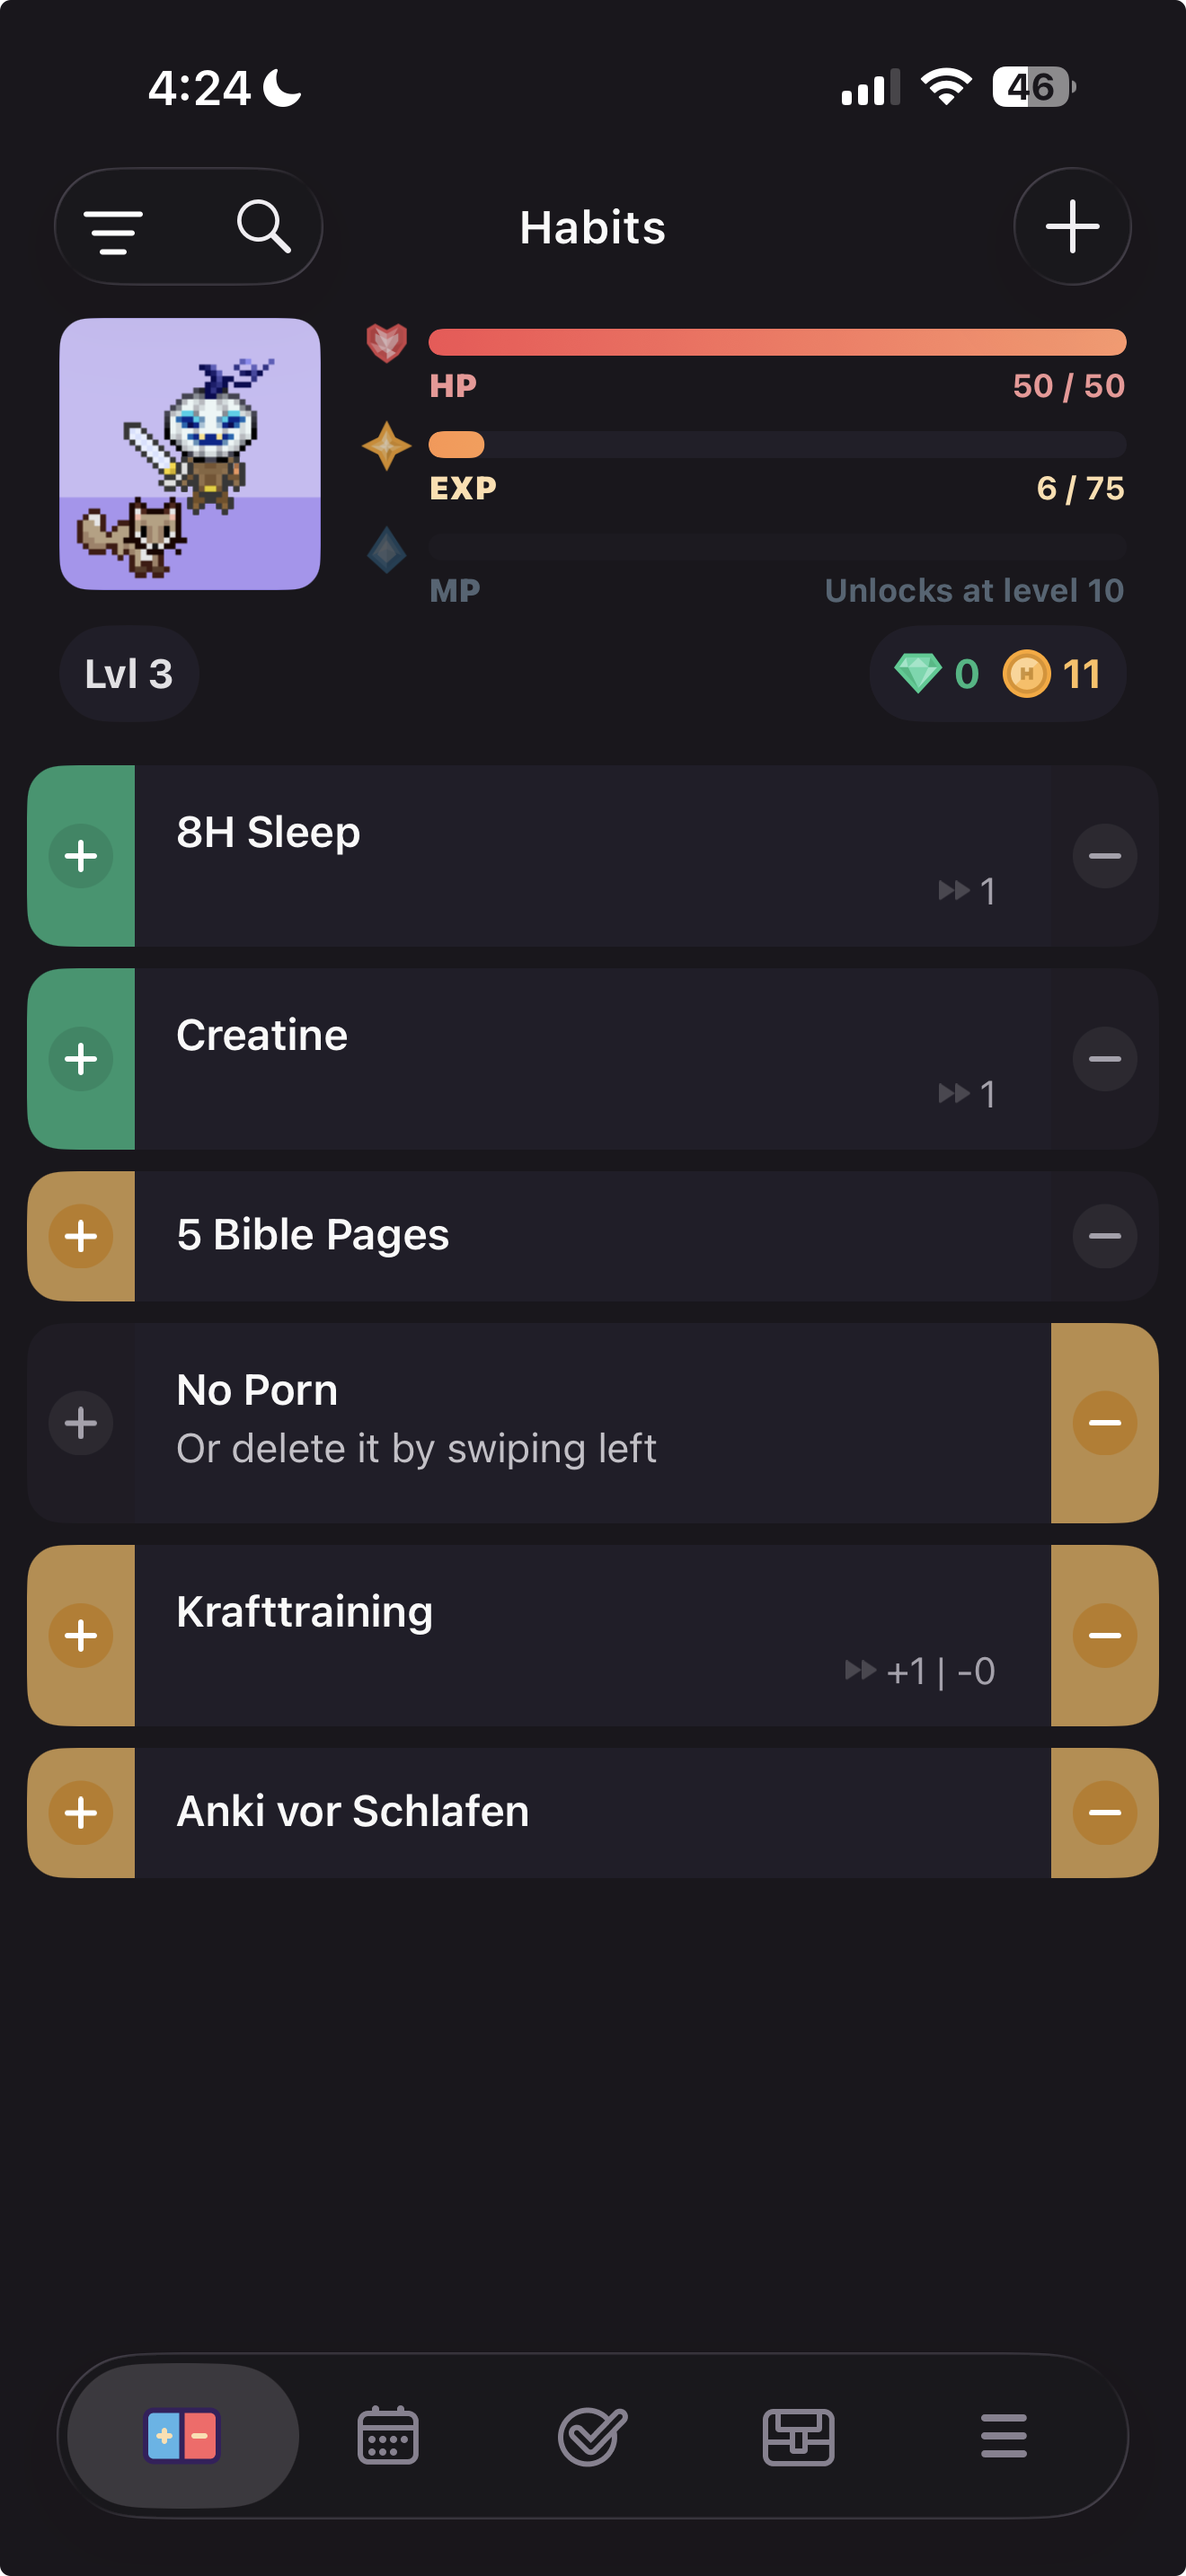 4:24
46
Habits
HP 50 / 50
EXP 6 / 75
MP Unlocks at level 10
Lvl 3
0 11
8H Sleep
1
Creatine
1
5 Bible Pages
No Porn
Or delete it by swiping left
Krafttraining
+1 | -0
Anki vor Schlafen